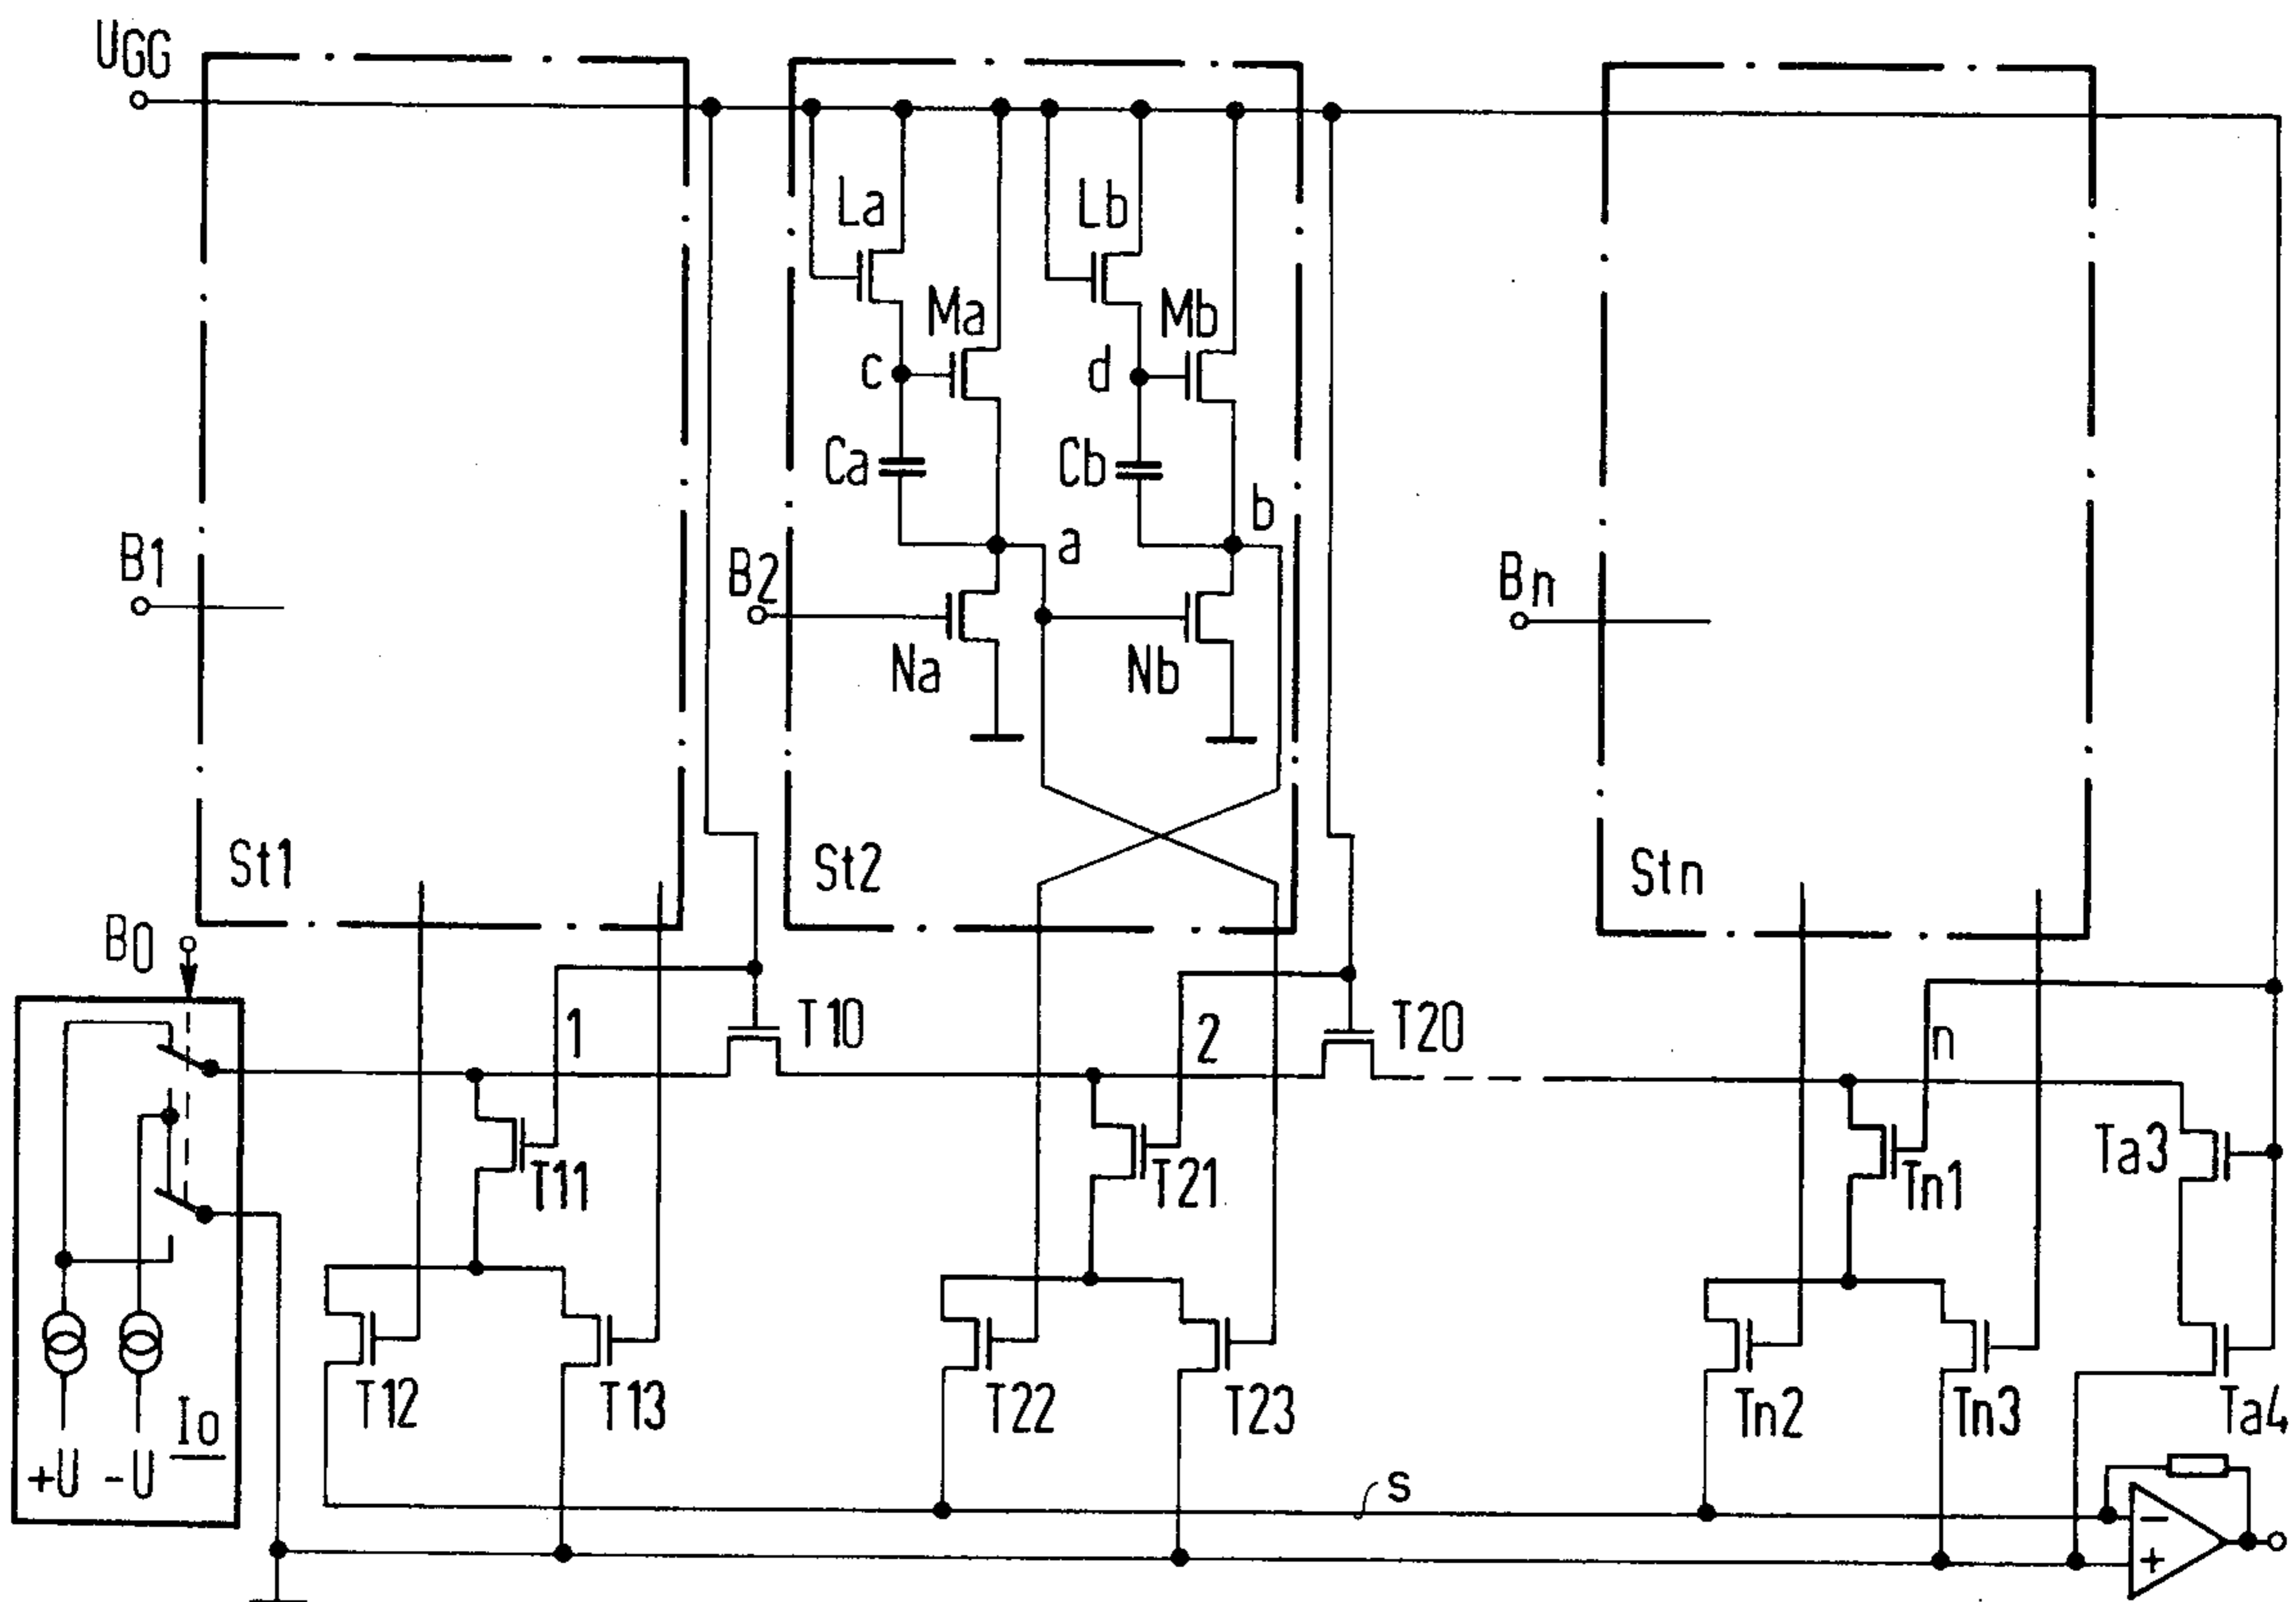 UGG
La
Lb
Ma
Mb
c
d
Ca
Cb
b
a
B1
B2
Bn
Na
Nb
St1
St2
Stn
B0
1
T10
2
T20
n
T11
T21
Tn1
Ta3
T12
T13
T22
T23
Tn2
Tn3
Ta4
I0
+U -U
s
−
+